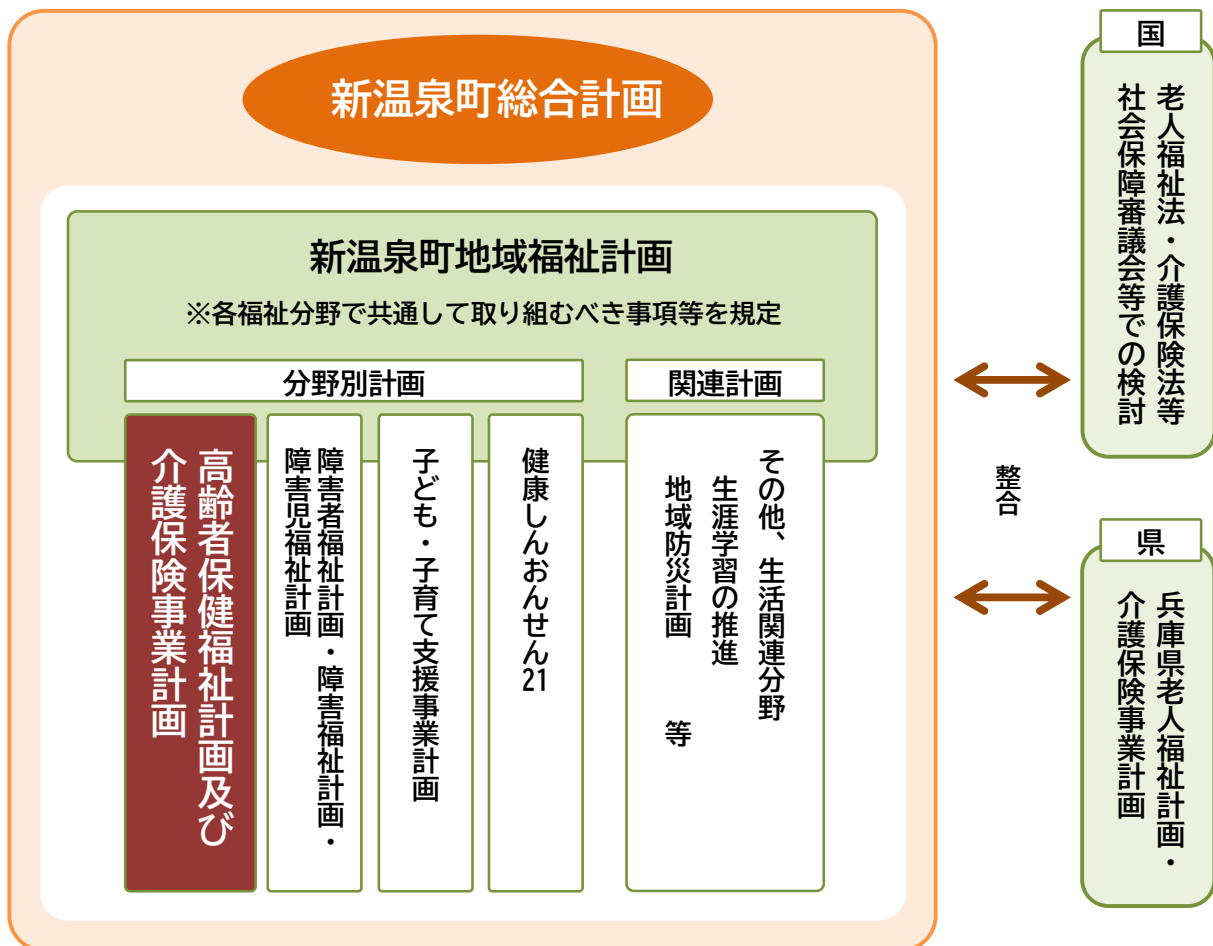 新温泉町総合計画
新温泉町地域福祉計画
※各福祉分野で共通して取り組むべき事項等を規定
分野別計画
高齢者保健福祉計画及び
介護保険事業計画
障害者福祉計画・障害福祉計画・
障害児福祉計画
子ども・子育て支援事業計画
健康しんおんせん21
関連計画
その他、生活関連分野
生涯学習の推進
地域防災計画 等
整合
国
老人福祉法・介護保険法等
社会保障審議会等での検討
県
兵庫県老人福祉計画・
介護保険事業計画